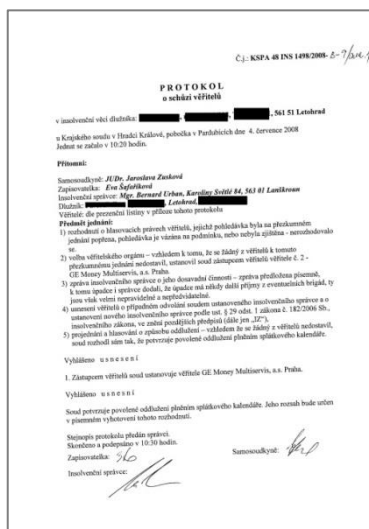 Č.j.: KSPA 48 INS 1498/2008-
P R O T O K O L
o schůzi věřitelů
v insolvenční věci dlužníka: , 561 51 Letohrad
u Krajského soudu v Hradci Králové, pobočka v Pardubicích dne 4. července 2008
Jednat se začalo v 10:20 hodin.
Přítomni:
Samosoudkyně: JUDr. Jaroslava Zusková
Zapisovatelka: Eva Šafaříková
Insolvenční správce: Mgr. Bernard Urban, Karoliny Světlé 84, 563 01 Lanškroun
Dlužník: , Letohrad,
Věřitelé: dle prezenční listiny v příloze tohoto protokolu
Předmět jednání:
1) rozhodnutí o hlasovacích právech věřitelů, jejichž pohledávka byla na přezkumném
jednání popřena, pohledávka je vázána na podmínku, nebo nebyla zjištěna - nerozhodovalo
se.
2) volba věřitelského orgánu – vzhledem k tomu, že se žádný z věřitelů k tomuto
přezkumnému jednání nedostavil, ustanovil soud zástupcem věřitelů věřitele č. 2 -
GE Money Multiservis, a.s. Praha.
3) zpráva insolvenčního správce o jeho dosavadní činnosti – zpráva předložena písemně,
k tomu úpadce i správce dodali, že úpadce má někdy další příjmy z eventuelních brigád, ty
jsou však velmi nepravidelné a nepředvídatelné.
4) usnesení věřitelů o případném odvolání soudem ustanoveného insolvenčního správce a o
ustanovení nového insolvenčního správce podle ust. § 29 odst. 1 zákona č. 182/2006 Sb.,
insolvenčního zákona, ve znění pozdějších předpisů (dále jen „IZ"),
5) projednání a hlasování o způsobu oddlužení – vzhledem k tomu, že se žádný z věřitelů nedostavil,
soud rozhodl sám tak, že potvrzuje povolené oddlužení plněním splátkového kalendáře.
Vyhlášeno u s n e s e n í
1. Zástupcem věřitelů soud ustanovuje věřitele GE Money Multiservis, a.s. Praha.
Vyhlášeno u s n e s n í
Soud potvrzuje povolené oddlužení plněním splátkového kalendáře. Jeho rozsah bude určen
v písemném vyhotovení tohoto rozhodnutí.
Stejnopis protokolu předán správci.
Skončeno a podepsáno v 10:30 hodin.
Zapisovatelka:
Samosoudkyně:
Insolvenční správce: